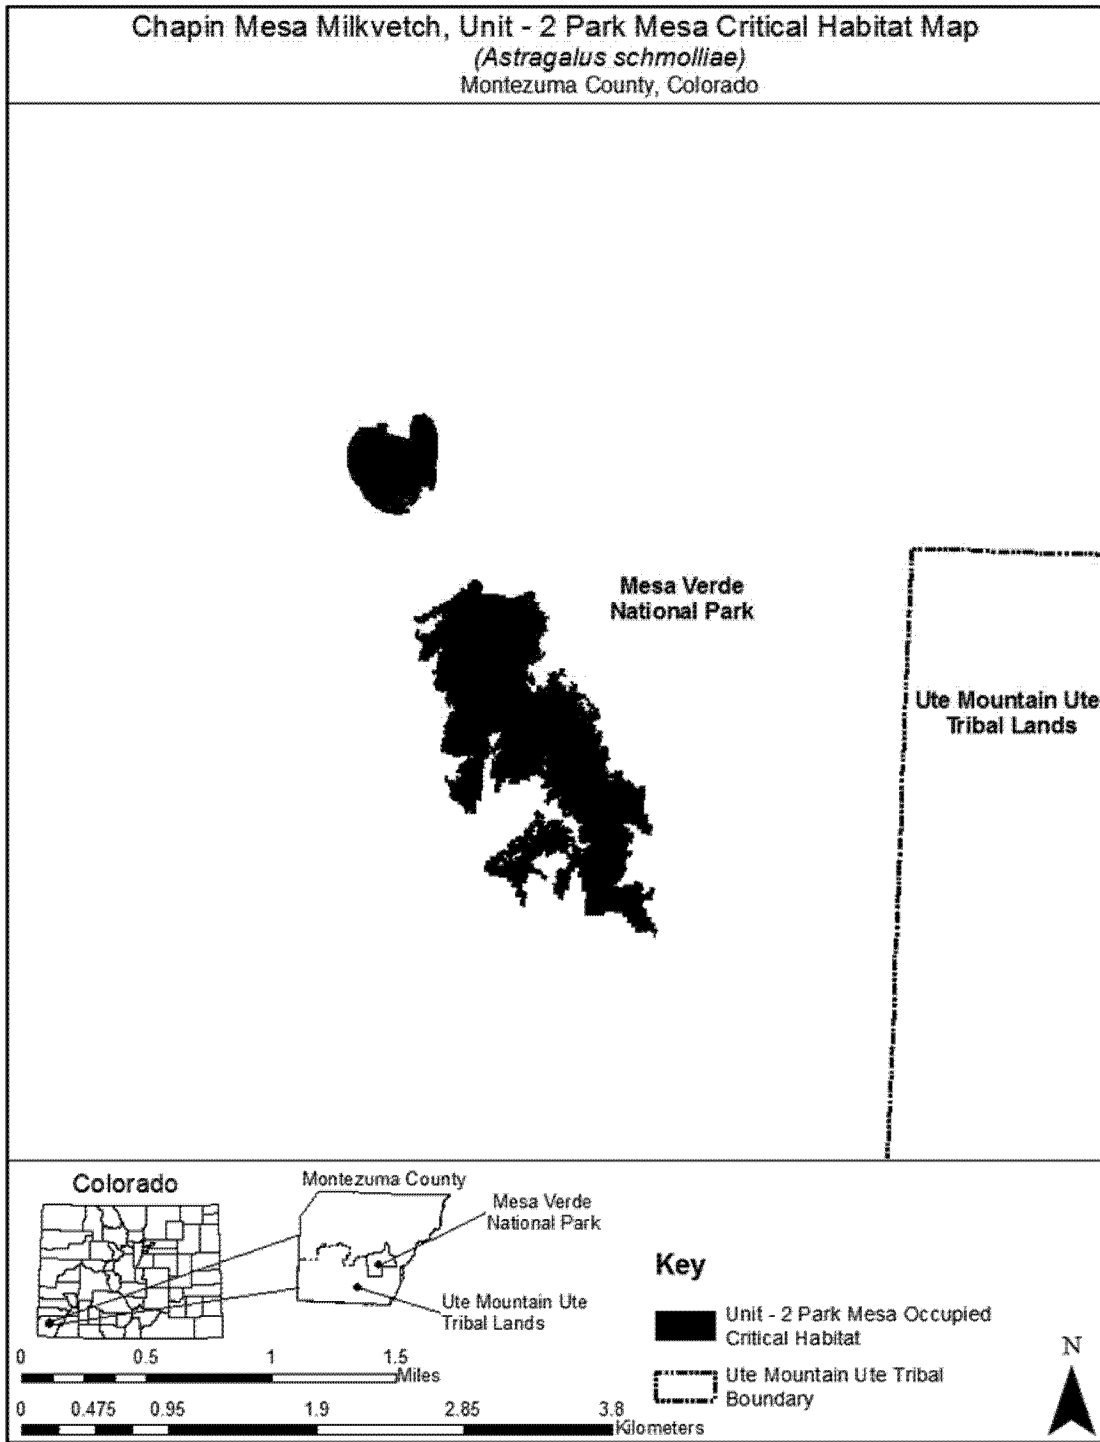 Chapin Mesa Milkvetch, Unit - 2 Park Mesa Critical Habitat Map
(Astragalus schmolliae)
Montezuma County, Colorado
Mesa Verde
National Park
Ute Mountain Ute
Tribal Lands
Colorado
Montezuma County
Mesa Verde
National Park
Ute Mountain Ute
Tribal Lands
0 0.5 1 1.5
Miles
0 0.475 0.95 1.9 2.85 3.8
Kilometers
Key
Unit - 2 Park Mesa Occupied
Critical Habitat
Ute Mountain Ute Tribal
Boundary
N